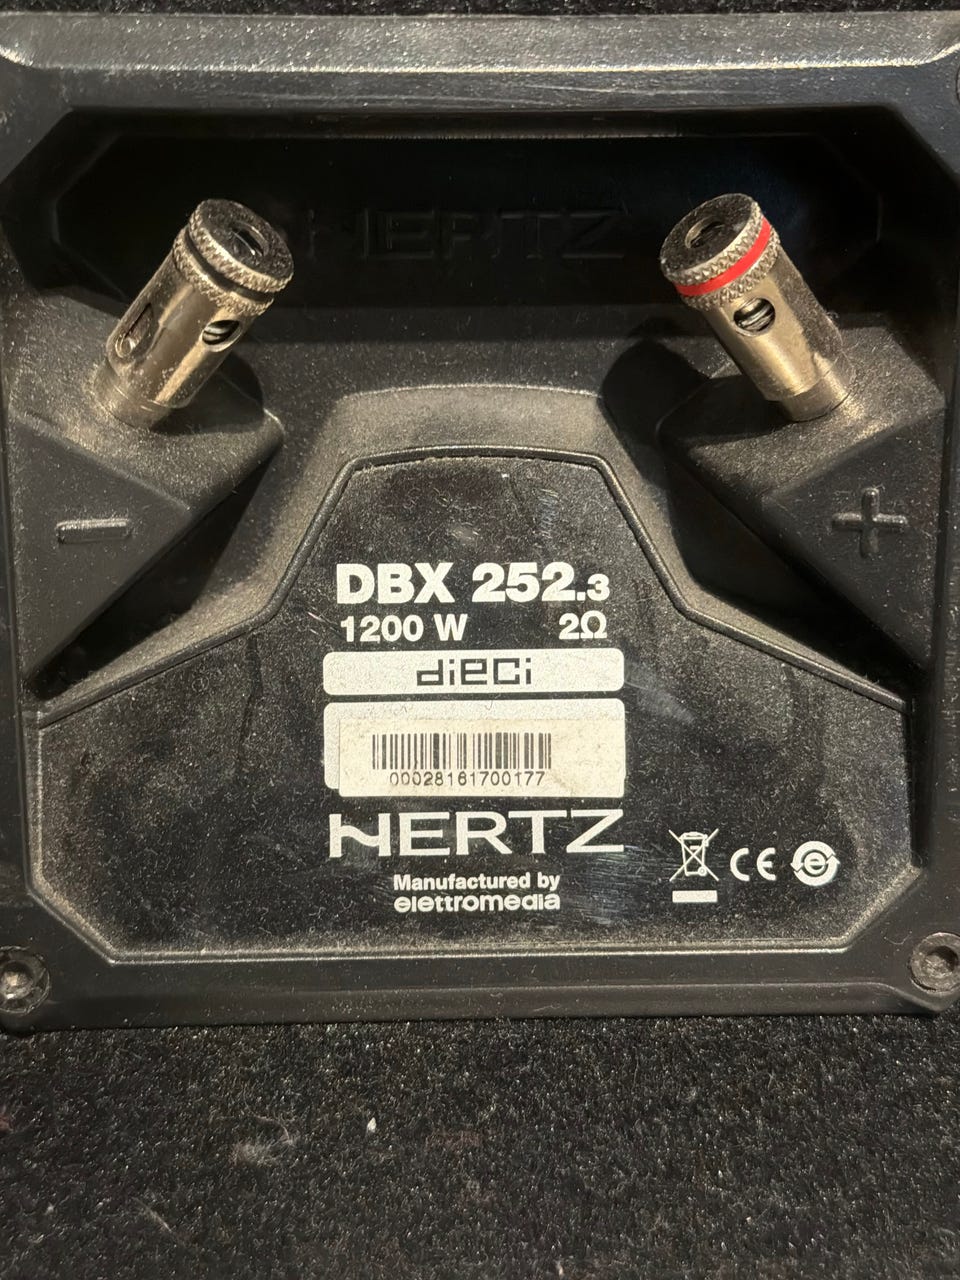 HERTZ
− +
DBX 252.3
1200 W 2Ω
dieci
00028161700177
HERTZ
Manufactured by
elettromedia
CE e